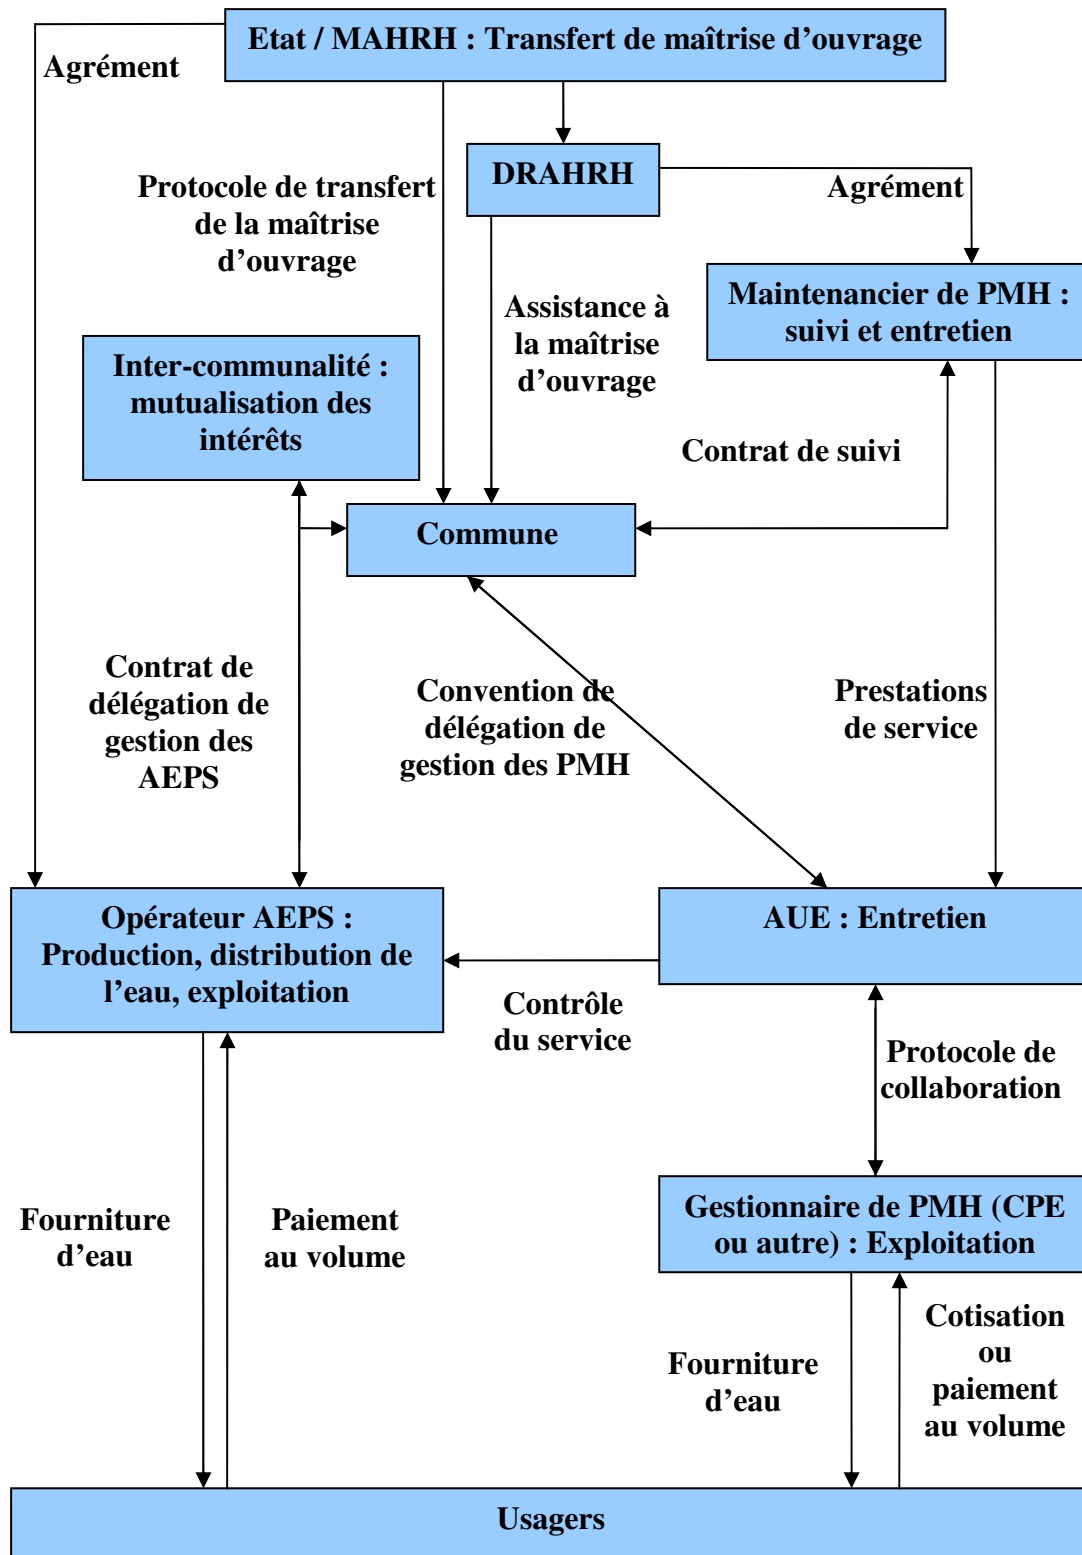 Etat / MAHRH : Transfert de maîtrise d’ouvrage
Agrément
DRAHRH
Protocole de transfert
de la maîtrise
d’ouvrage
Agrément
Maintenancier de PMH :
suivi et entretien
Assistance à
la maîtrise
d’ouvrage
Inter-communalité :
mutualisation des
intérêts
Contrat de suivi
Commune
Contrat de
délégation de
gestion des
AEPS
Convention de
délégation de
gestion des PMH
Prestations
de service
Opérateur AEPS :
Production, distribution de
l’eau, exploitation
AUE : Entretien
Contrôle
du service
Protocole de
collaboration
Gestionnaire de PMH (CPE
ou autre) : Exploitation
Fourniture
d’eau
Paiement
au volume
Fourniture
d’eau
Cotisation
ou
paiement
au volume
Usagers